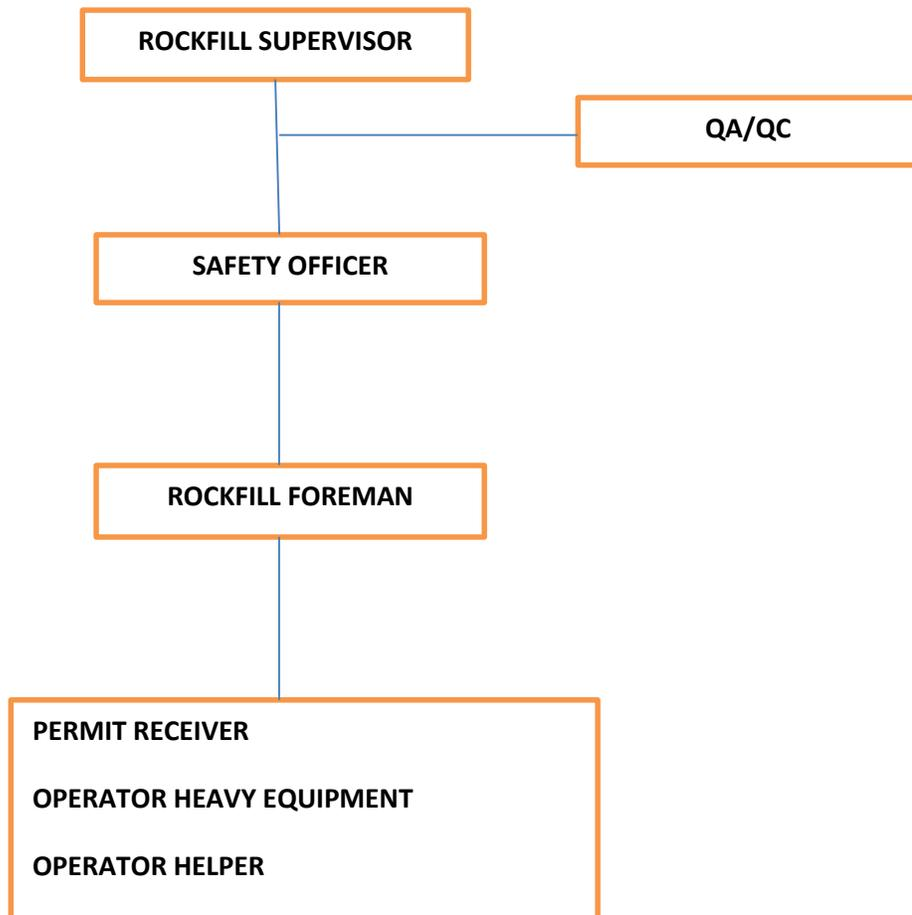 ROCKFILL SUPERVISOR
QA/QC
SAFETY OFFICER
ROCKFILL FOREMAN
PERMIT RECEIVER
OPERATOR HEAVY EQUIPMENT
OPERATOR HELPER